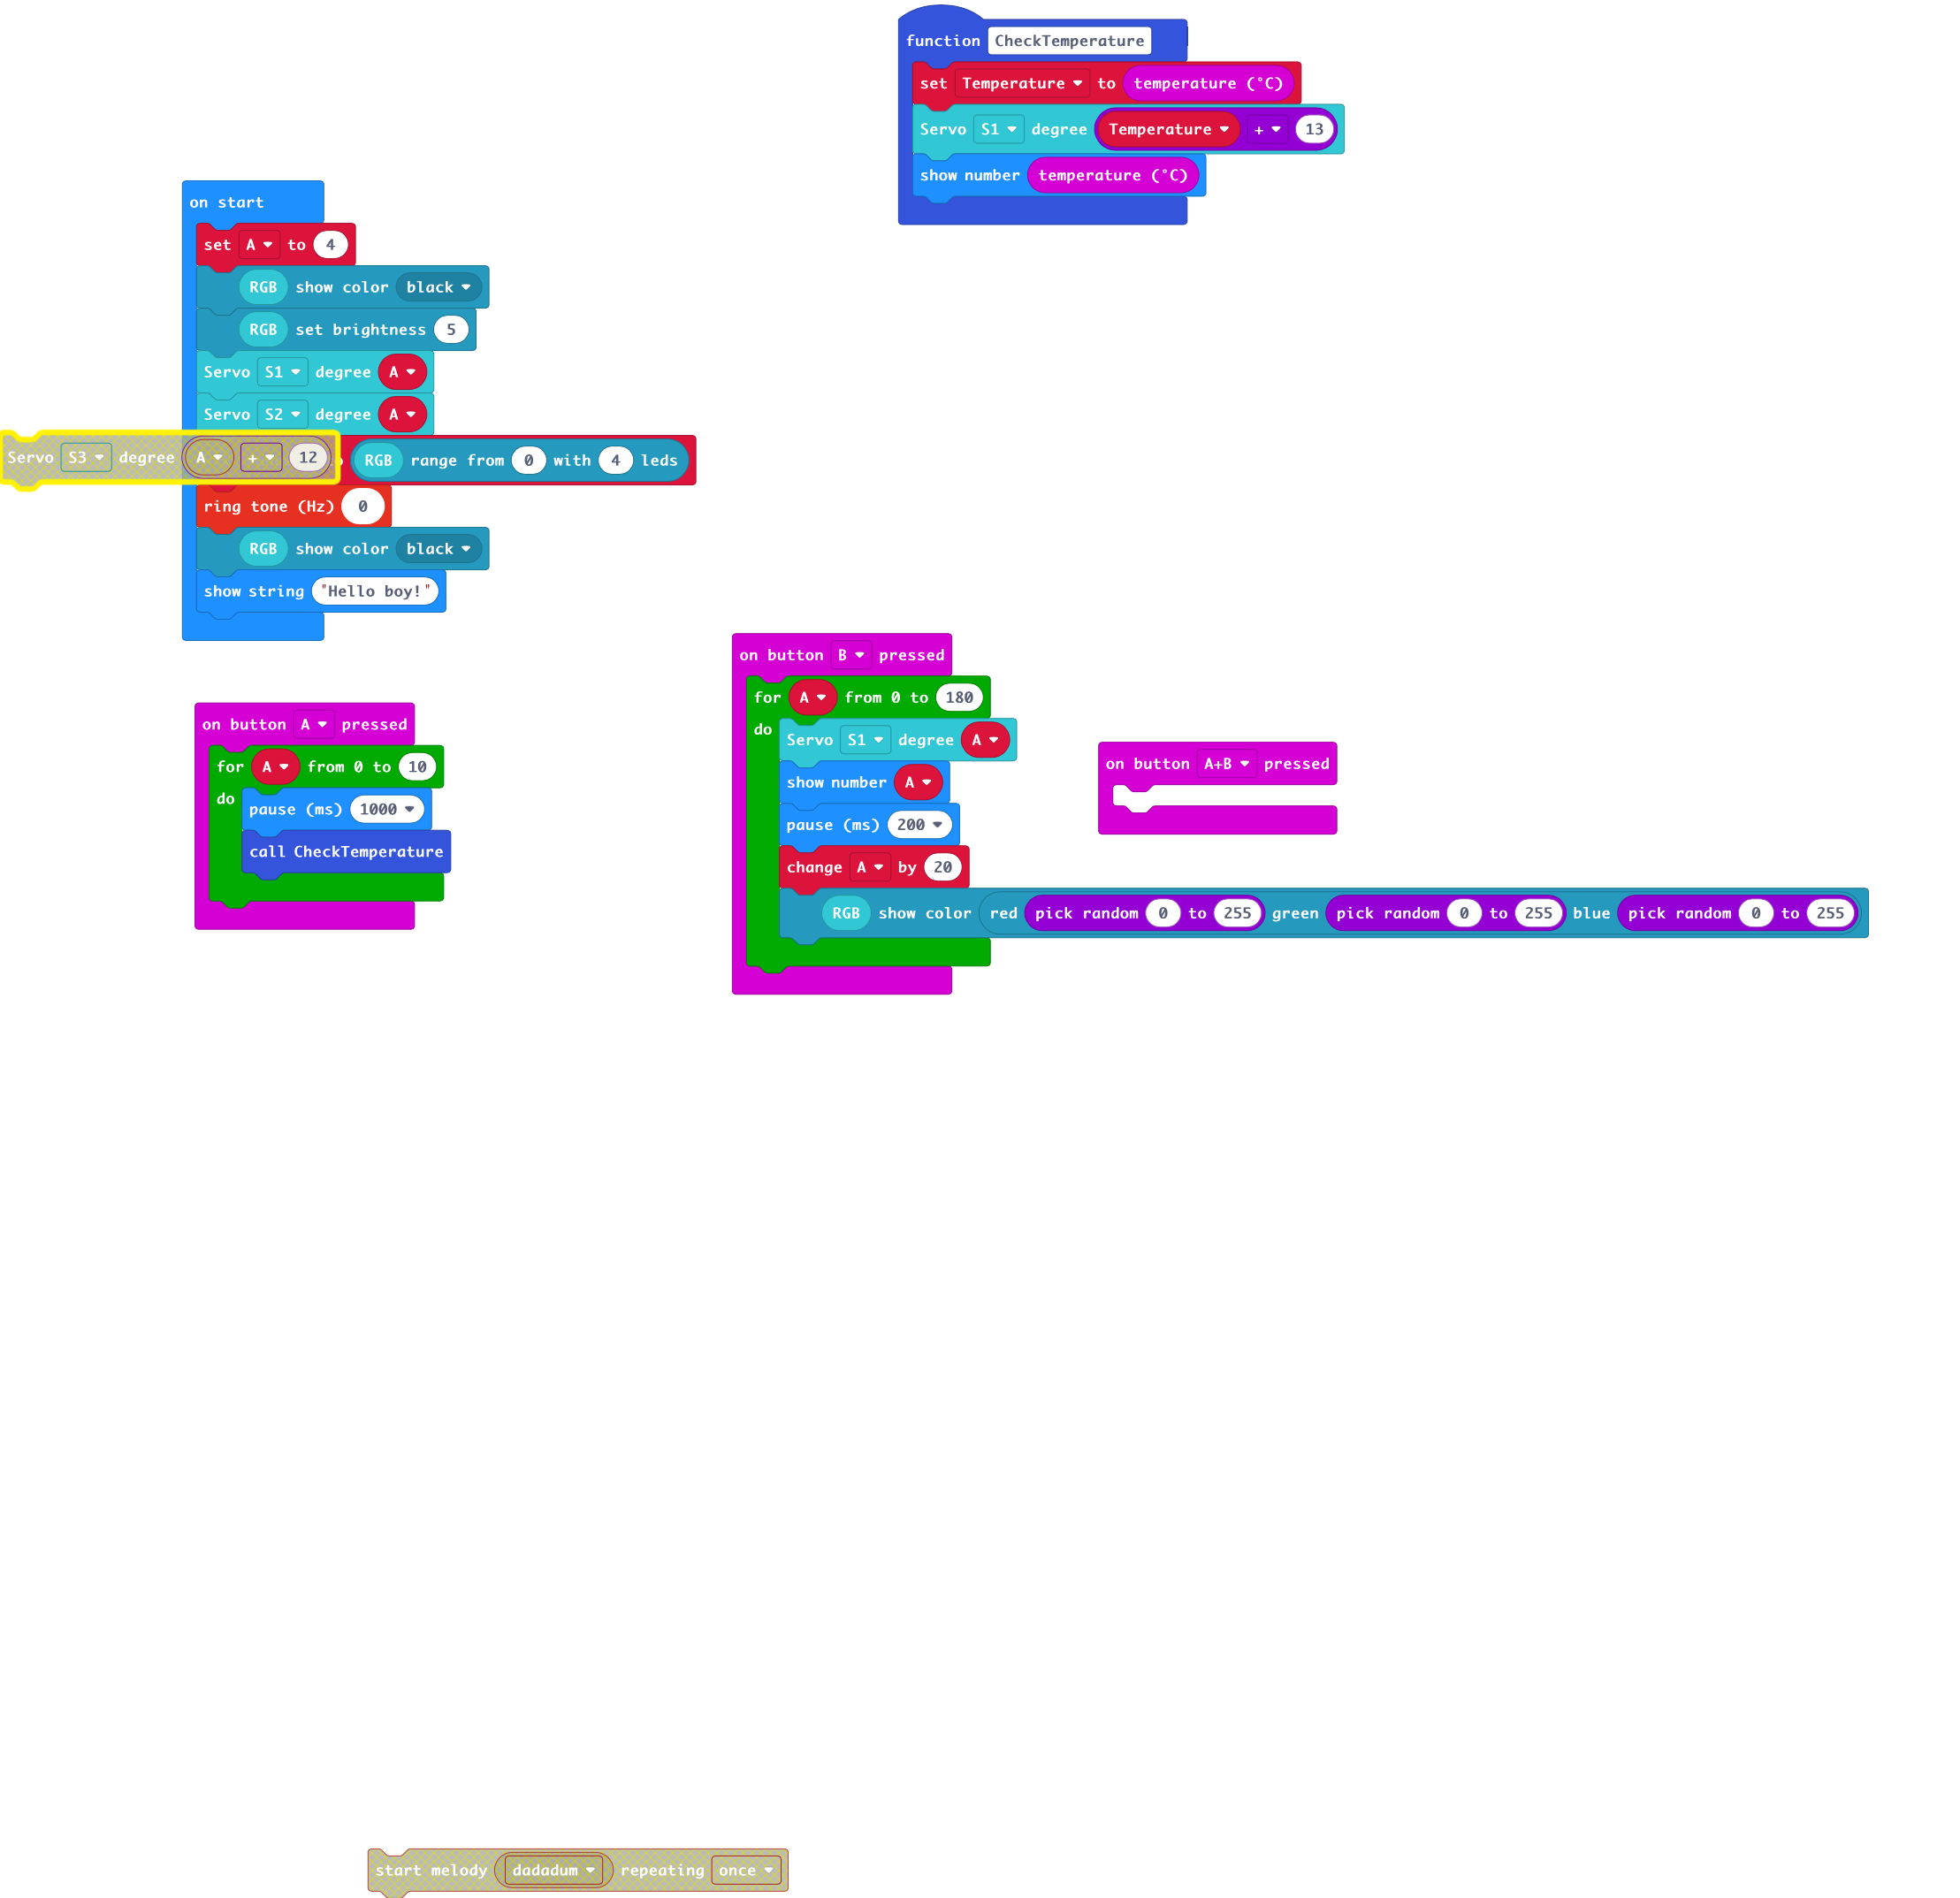 function CheckTemperature
set Temperature to temperature (°C)
Servo S1 degree Temperature + 13
show number temperature (°C)
on start
set A to 4
RGB show color black
RGB set brightness 5
Servo S1 degree A
Servo S2 degree A
Servo S3 degree A + 12
RGB range from 0 with 4 leds
ring tone (Hz) 0
RGB show color black
show string "Hello boy!"
on button A pressed
for A from 0 to 10
do
pause (ms) 1000
call CheckTemperature
on button B pressed
for A from 0 to 180
do
Servo S1 degree A
show number A
pause (ms) 200
change A by 20
RGB show color red pick random 0 to 255 green pick random 0 to 255 blue pick random 0 to 255
on button A+B pressed
start melody dadadum repeating once